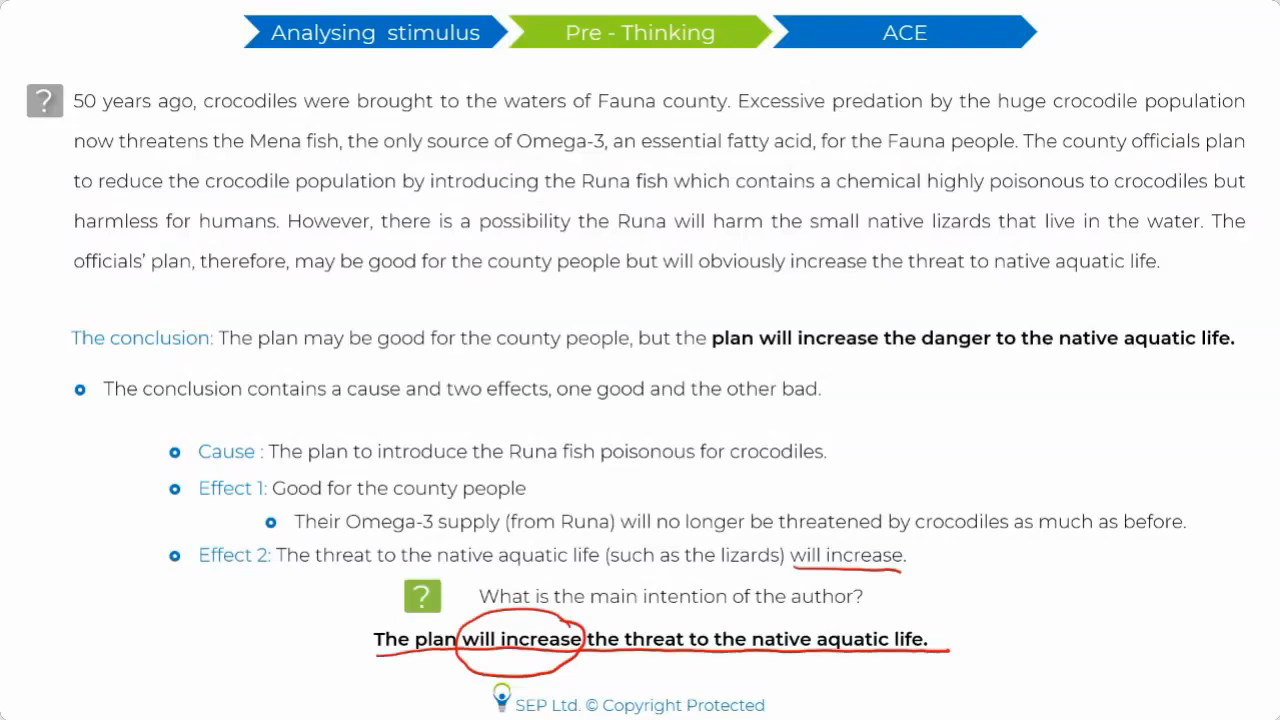 Analysing stimulus
Pre - Thinking
ACE
? 50 years ago, crocodiles were brought to the waters of Fauna county. Excessive predation by the huge crocodile population
now threatens the Mena fish, the only source of Omega-3, an essential fatty acid, for the Fauna people. The county officials plan
to reduce the crocodile population by introducing the Runa fish which contains a chemical highly poisonous to crocodiles but
harmless for humans. However, there is a possibility the Runa will harm the small native lizards that live in the water. The
officials’ plan, therefore, may be good for the county people but will obviously increase the threat to native aquatic life.
The conclusion: The plan may be good for the county people, but the plan will increase the danger to the native aquatic life.
The conclusion contains a cause and two effects, one good and the other bad.
Cause : The plan to introduce the Runa fish poisonous for crocodiles.
Effect 1: Good for the county people
Their Omega-3 supply (from Runa) will no longer be threatened by crocodiles as much as before.
Effect 2: The threat to the native aquatic life (such as the lizards) will increase.
? What is the main intention of the author?
The plan will increase the threat to the native aquatic life.
SEP Ltd. © Copyright Protected